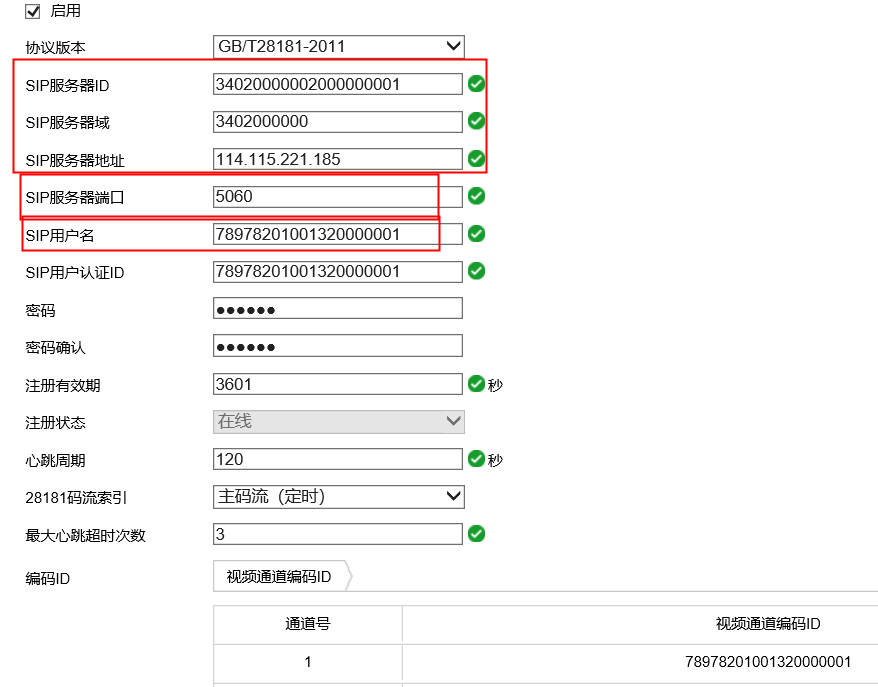 启用
协议版本 GB/T28181-2011
SIP服务器ID 34020000002000000001
SIP服务器域 3402000000
SIP服务器地址 114.115.221.185
SIP服务器端口 5060
SIP用户名 78978201001320000001
SIP用户认证ID 78978201001320000001
密码 ●●●●●●
密码确认 ●●●●●●
注册有效期 3601 秒
注册状态 在线
心跳周期 120 秒
28181码流索引 主码流（定时）
最大心跳超时次数 3
编码ID 视频通道编码ID
通道号 视频通道编码ID
1 78978201001320000001